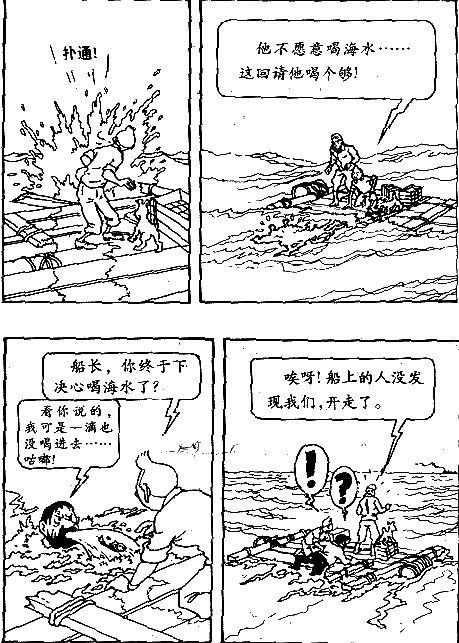 扑通!
他不愿意喝海水……
这回请他喝个够!
船长，你终于下
决心喝海水了?
看你说的，
我可是一滴也
没喝进去……
咕嘟!
唉呀!船上的人没发
现我们,开走了。
!
?